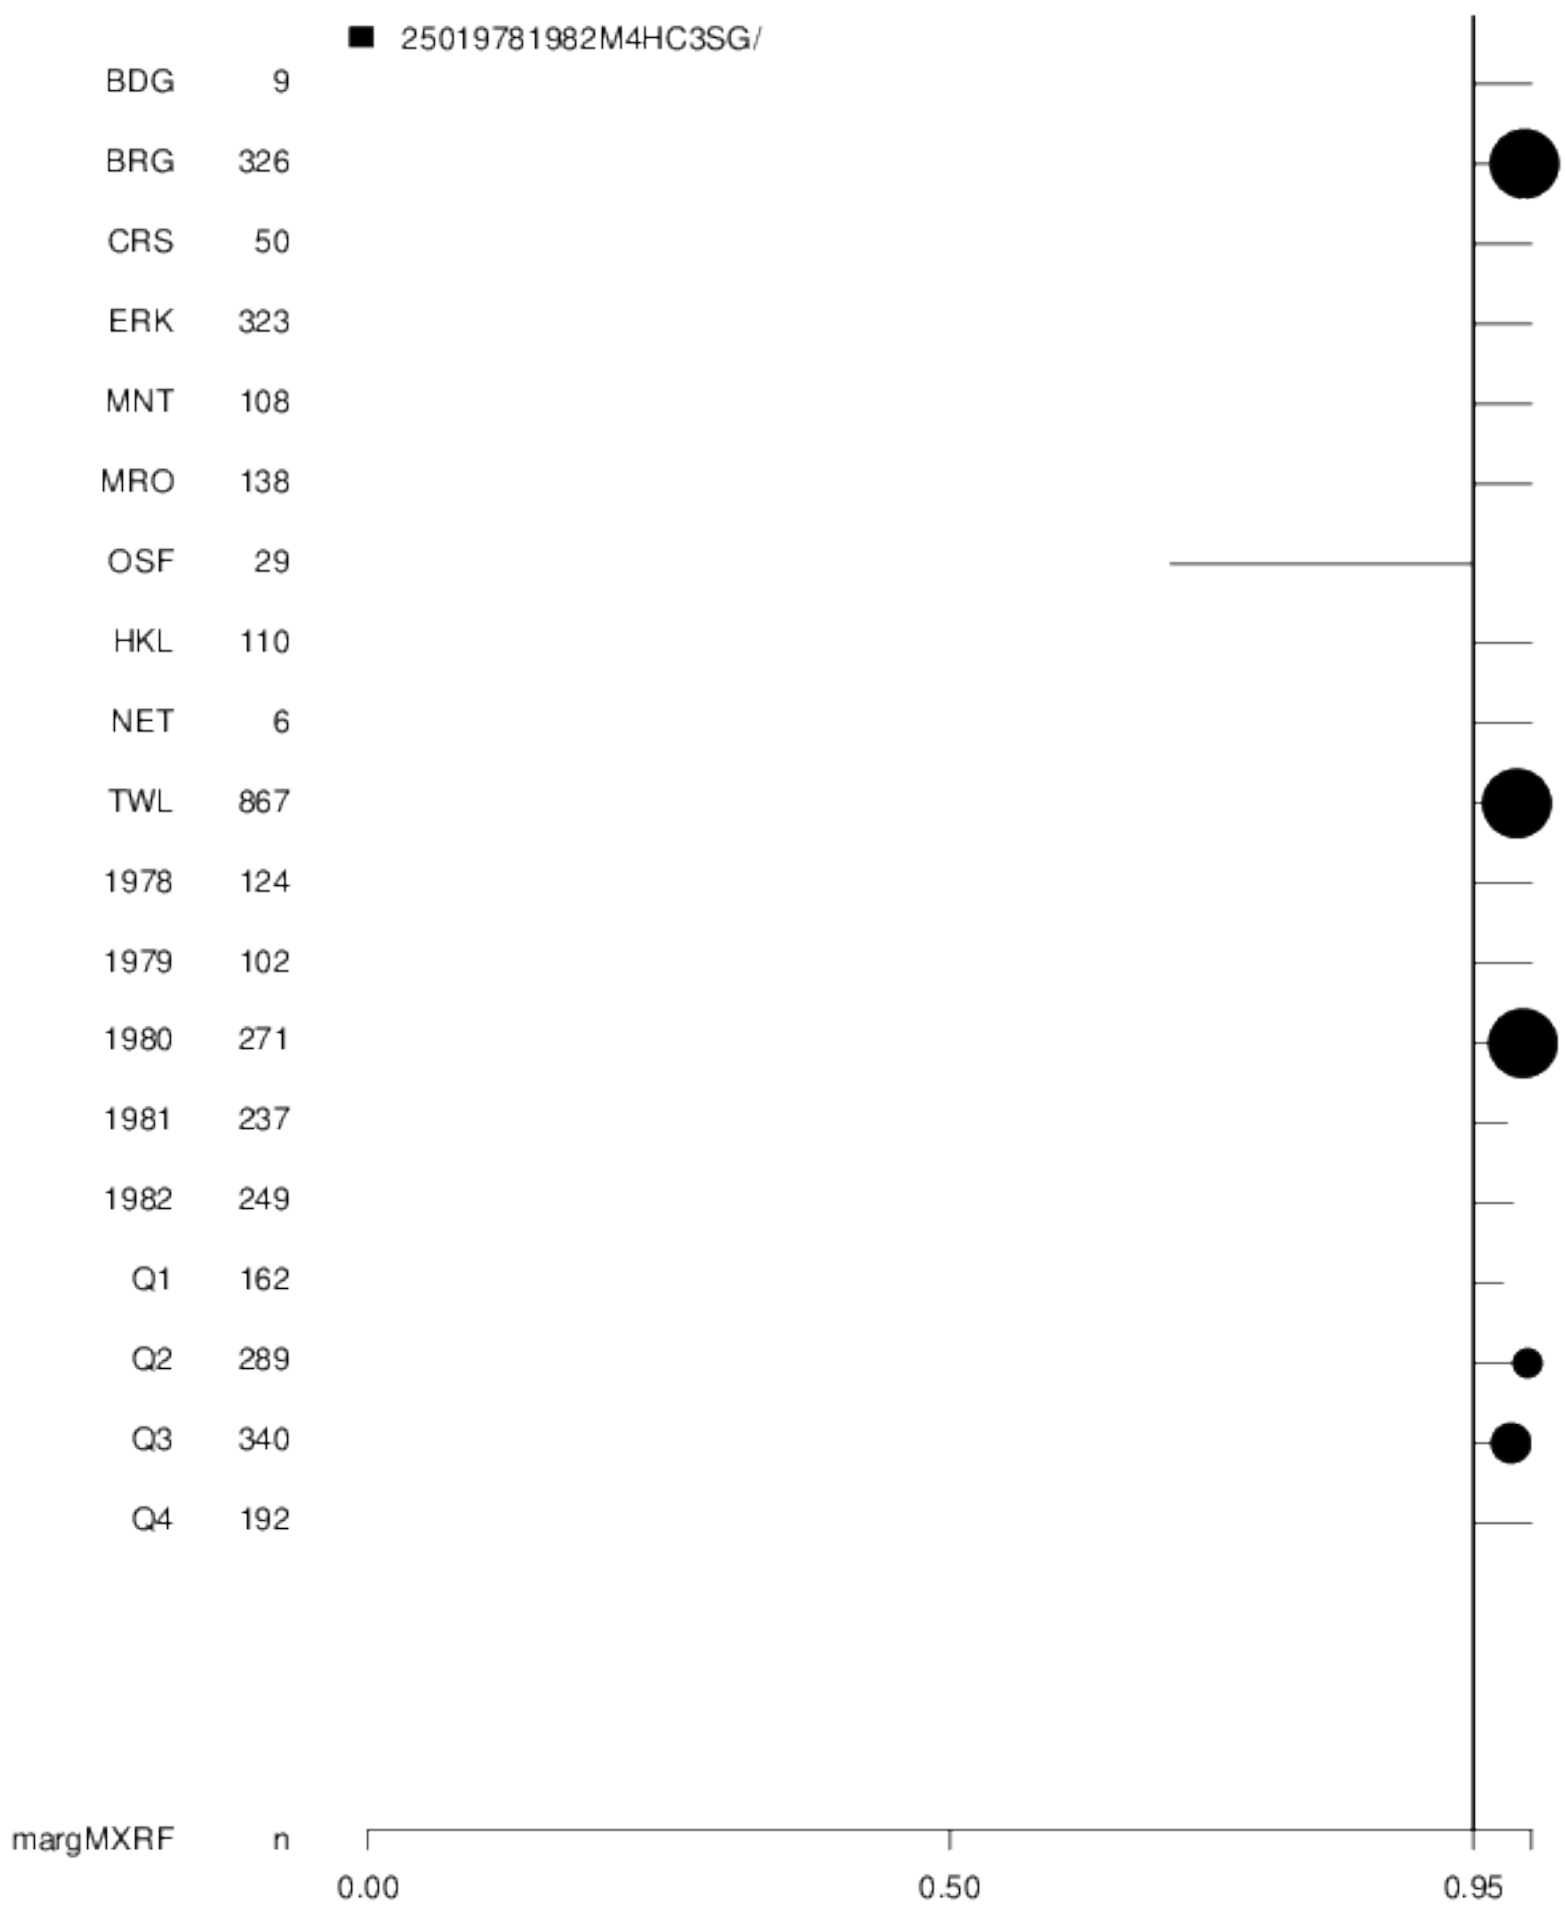 25019781982M4HC3SG/
BDG 9
BRG 326
CRS 50
ERK 323
MNT 108
MRO 138
OSF 29
HKL 110
NET 6
TWL 867
1978 124
1979 102
1980 271
1981 237
1982 249
Q1 162
Q2 289
Q3 340
Q4 192
margMXRF n
0.00 0.50 0.95